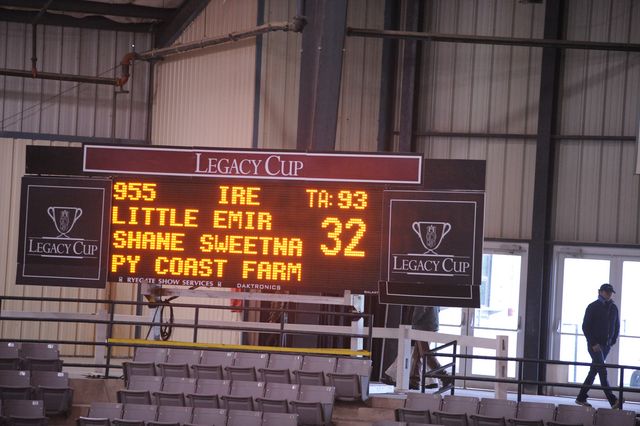 LEGACY CUP
955 IRE TA: 93
LITTLE EMIR 32
SHANE SWEETNA
PY COAST FARM
LEGACY CUP
LEGACY CUP
RYEGATE SHOW SERVICES
DAKTRONICS
GALAXY